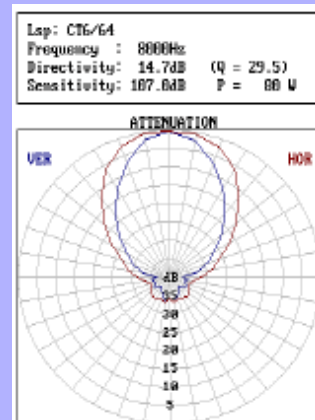 Lsp: CT6/64
Frequency : 8000Hz
Directivity: 14.7dB (Q = 29.5)
Sensitivity: 107.0dB P = 80 W
ATTENUATION
VER HOR
dB
35
30
25
20
15
10
5